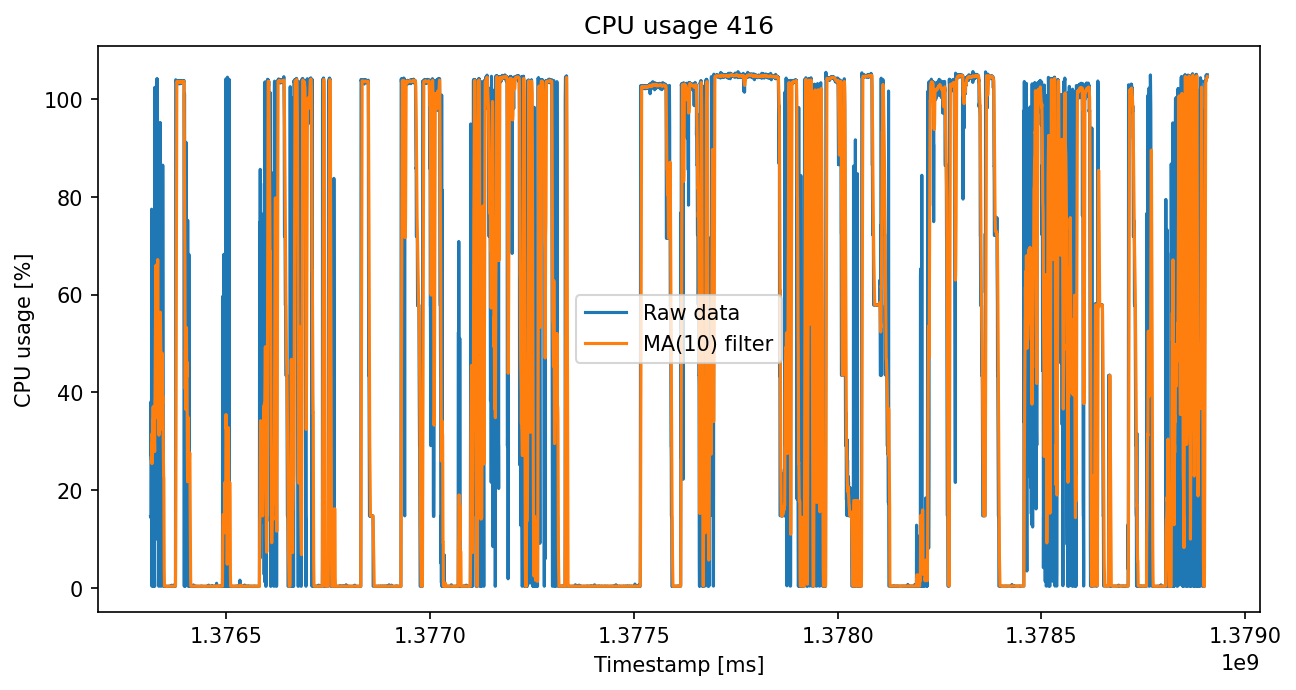 CPU usage 416
CPU usage [%]
100
80
60
40
20
0
Raw data
MA(10) filter
1.3765
1.3770
1.3775
1.3780
1.3785
1.3790
1e9
Timestamp [ms]